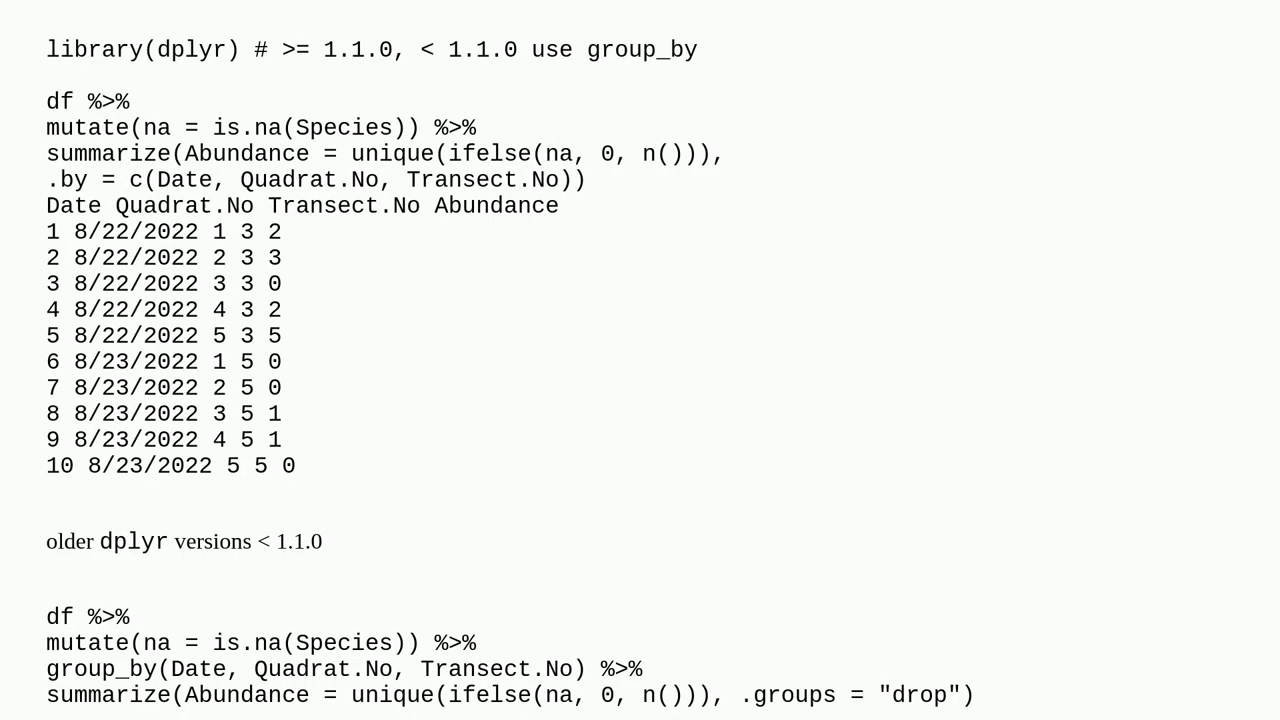 library(dplyr) # >= 1.1.0, < 1.1.0 use group_by
df %>%
mutate(na = is.na(Species)) %>%
summarize(Abundance = unique(ifelse(na, 0, n())),
.by = c(Date, Quadrat.No, Transect.No))
Date Quadrat.No Transect.No Abundance
1 8/22/2022 1 3 2
2 8/22/2022 2 3 3
3 8/22/2022 3 3 0
4 8/22/2022 4 3 2
5 8/22/2022 5 3 5
6 8/23/2022 1 5 0
7 8/23/2022 2 5 0
8 8/23/2022 3 5 1
9 8/23/2022 4 5 1
10 8/23/2022 5 5 0
older dplyr versions < 1.1.0
df %>%
mutate(na = is.na(Species)) %>%
group_by(Date, Quadrat.No, Transect.No) %>%
summarize(Abundance = unique(ifelse(na, 0, n())), .groups = "drop")